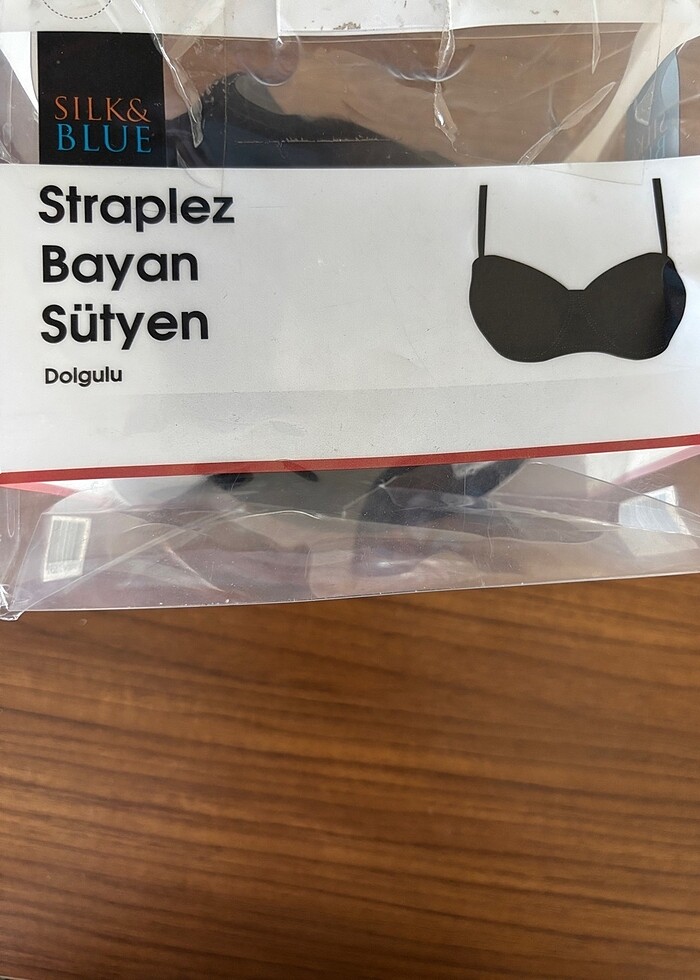 SILK&
BLUE
Straplez
Bayan
Sütyen
Dolgulu